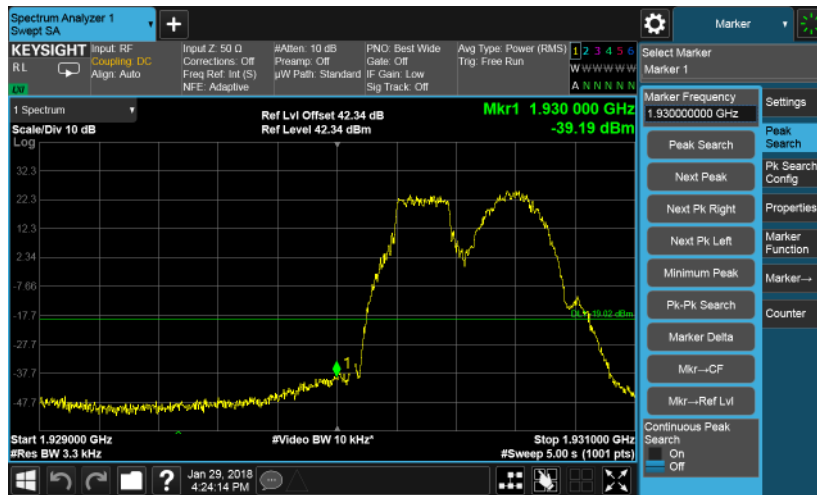 Spectrum Analyzer 1
Swept SA
Marker
KEYSIGHT
Input: RF
Coupling: DC
Align: Auto
Input Z: 50 Ω
Corrections: Off
Freq Ref: Int (S)
NFE: Adaptive
#Atten: 10 dB
Preamp: Off
µW Path: Standard
PNO: Best Wide
Gate: Off
IF Gain: Low
Sig Track: Off
Avg Type: Power (RMS)
Trig: Free Run
1 2 3 4 5 6
W W W W W W
A N N N N N
R L
LXI
Select Marker
Marker 1
1 Spectrum
Scale/Div 10 dB
Log
Ref Lvl Offset 42.34 dB
Ref Level 42.34 dBm
Mkr1 1.930 000 GHz
-39.19 dBm
32.3
22.3
12.3
2.34
-7.66
-17.7
-27.7
-37.7
-47.7
DL1 -19.02 dBm
1
Start 1.929000 GHz
#Res BW 3.3 kHz
#Video BW 10 kHz*
Stop 1.931000 GHz
#Sweep 5.00 s (1001 pts)
Marker Frequency
1.930000000 GHz
Peak Search
Next Peak
Next Pk Right
Next Pk Left
Minimum Peak
Pk-Pk Search
Marker Delta
Mkr→CF
Mkr→Ref Lvl
Continuous Peak
Search
On
Off
Settings
Peak
Search
Pk Search
Config
Properties
Marker
Function
Marker→
Counter
?
Jan 29, 2018
4:24:14 PM